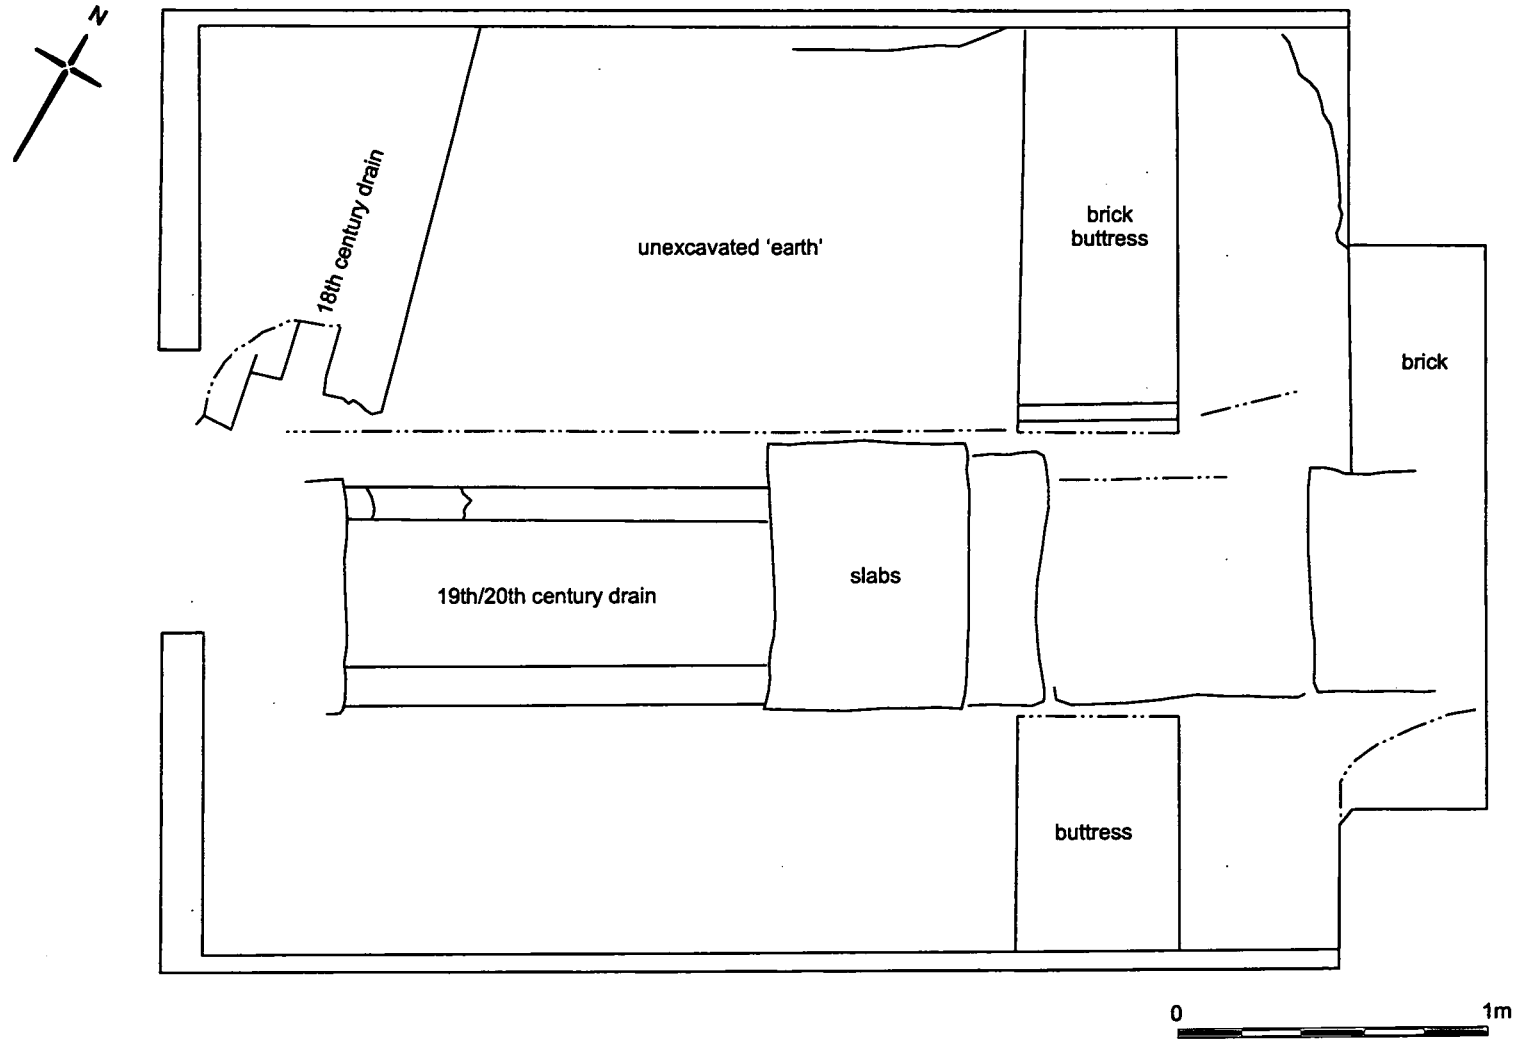 N
18th century drain
unexcavated 'earth'
brick
buttress
brick
19th/20th century drain
slabs
buttress
0 1m